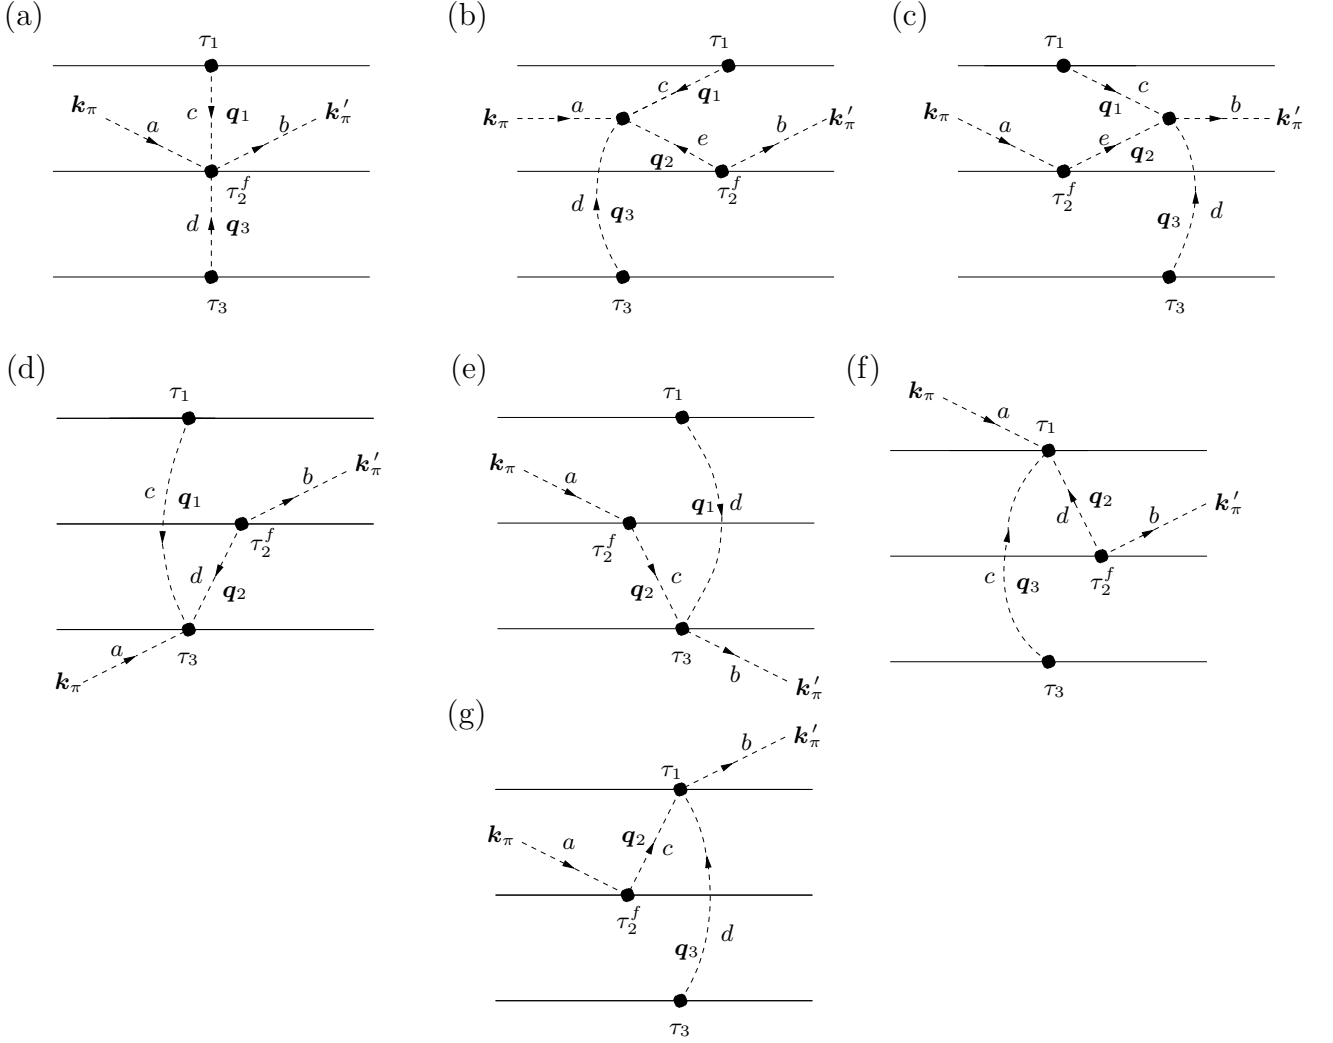 (a)
τ₁
k_π
a
c
q₁
b
k′_π
τ₂^f
d
q₃
τ₃
(b)
τ₁
k_π
a
c
q₁
e
b
k′_π
q₂
τ₂^f
d
q₃
τ₃
(c)
τ₁
k_π
a
c
q₁
b
k′_π
e
q₂
τ₂^f
q₃
d
τ₃
(d)
τ₁
c
q₁
b
k′_π
τ₂^f
d
q₂
a
τ₃
k_π
(e)
τ₁
k_π
a
q₁
d
τ₂^f
c
q₂
τ₃
b
k′_π
(f)
k_π
a
τ₁
q₂
d
b
k′_π
c
q₃
τ₂^f
τ₃
(g)
τ₁
b
k′_π
k_π
a
q₂
c
τ₂^f
q₃
d
τ₃